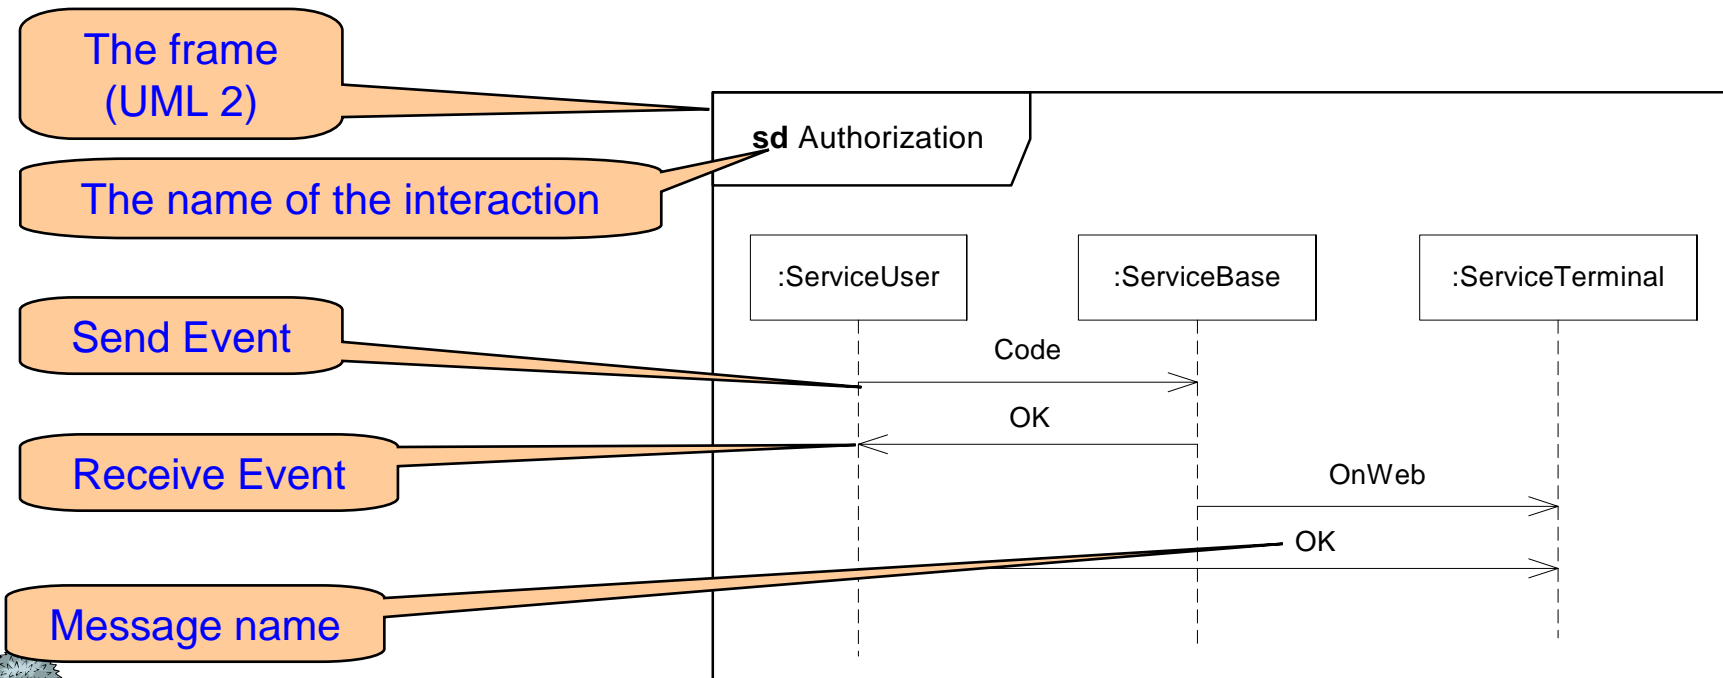 The frame
(UML 2)
sd Authorization
The name of the interaction
:ServiceUser
:ServiceBase
:ServiceTerminal
Send Event
Code
OK
Receive Event
OnWeb
OK
Message name